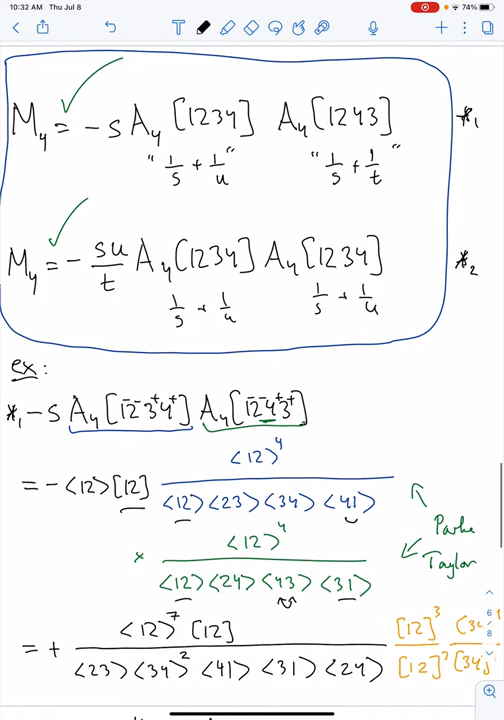 10:32 AM Thu Jul 8
74%
M₄ = -s A₄ [1234] A₄ [1243] *₁
" 1/s + 1/u " " 1/s + 1/t "
M₄ = - su/t A₄ [1234] A₄ [1234] *₂
1/s + 1/u 1/s + 1/u
ex:
*₁ -s A₄ [1⁻2⁻3⁺4⁺] A₄ [1⁻2⁻4⁺3⁺]
= -⟨12⟩[12] ⟨12⟩⁴ / ⟨12⟩⟨23⟩⟨34⟩⟨41⟩
× ⟨12⟩⁴ / ⟨12⟩⟨24⟩⟨43⟩⟨31⟩
Parke
Taylor
= + ⟨12⟩⁷ [12] / ⟨23⟩⟨34⟩²⟨41⟩⟨31⟩⟨24⟩ [12]³ / [12]³
6/8